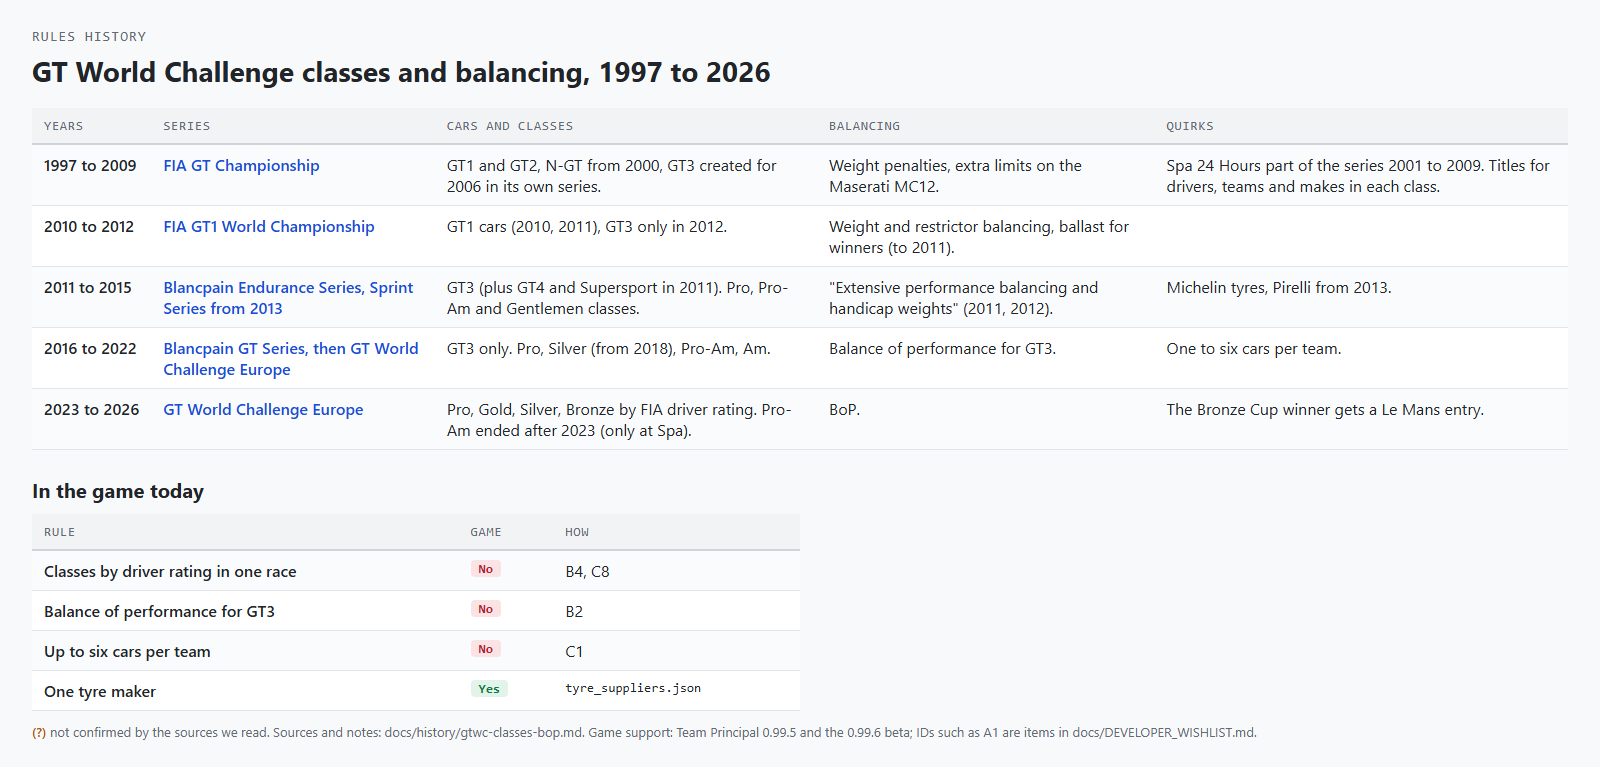 RULES HISTORY
GT World Challenge classes and balancing, 1997 to 2026
YEARS SERIES CARS AND CLASSES BALANCING QUIRKS
1997 to 2009 FIA GT Championship GT1 and GT2, N-GT from 2000, GT3 created for Weight penalties, extra limits on the Spa 24 Hours part of the series 2001 to 2009. Titles for
2006 in its own series. Maserati MC12. drivers, teams and makes in each class.
2010 to 2012 FIA GT1 World Championship GT1 cars (2010, 2011), GT3 only in 2012. Weight and restrictor balancing, ballast for
winners (to 2011).
2011 to 2015 Blancpain Endurance Series, Sprint GT3 (plus GT4 and Supersport in 2011). Pro, Pro- "Extensive performance balancing and Michelin tyres, Pirelli from 2013.
Series from 2013 Am and Gentlemen classes. handicap weights" (2011, 2012).
2016 to 2022 Blancpain GT Series, then GT World GT3 only. Pro, Silver (from 2018), Pro-Am, Am. Balance of performance for GT3. One to six cars per team.
Challenge Europe
2023 to 2026 GT World Challenge Europe Pro, Gold, Silver, Bronze by FIA driver rating. Pro- BoP. The Bronze Cup winner gets a Le Mans entry.
Am ended after 2023 (only at Spa).
In the game today
RULE GAME HOW
Classes by driver rating in one race No B4, C8
Balance of performance for GT3 No B2
Up to six cars per team No C1
One tyre maker Yes tyre_suppliers.json
(?) not confirmed by the sources we read. Sources and notes: docs/history/gtwc-classes-bop.md. Game support: Team Principal 0.99.5 and the 0.99.6 beta; IDs such as A1 are items in docs/DEVELOPER_WISHLIST.md.